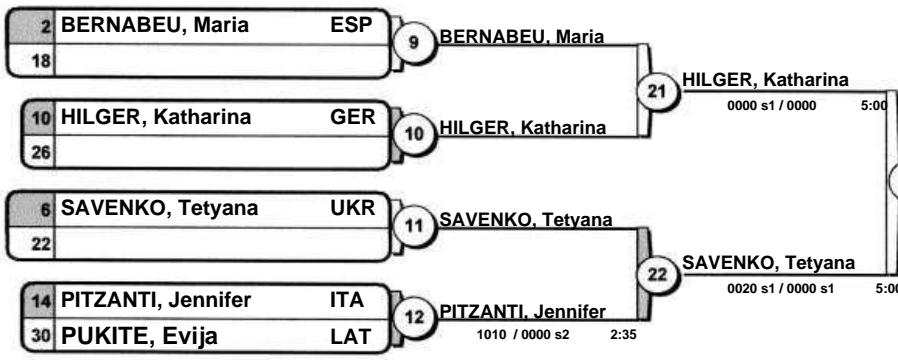 2 BERNABEU, Maria ESP
18
9 BERNABEU, Maria
10 HILGER, Katharina GER
26
10 HILGER, Katharina
21 HILGER, Katharina
0000 s1 / 0000 5:00
6 SAVENKO, Tetyana UKR
22
11 SAVENKO, Tetyana
14 PITZANTI, Jennifer ITA
30 PUKITE, Evija LAT
12 PITZANTI, Jennifer
1010 / 0000 s2 2:35
22 SAVENKO, Tetyana
0020 s1 / 0000 s1 5:00